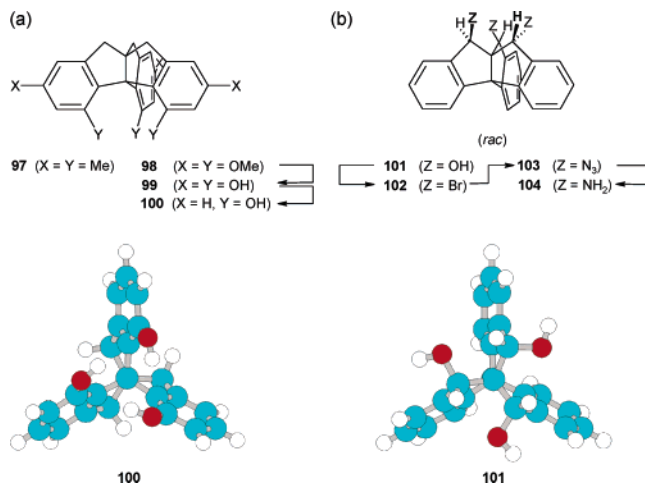 (a)
(b)
X
X
X
Y
Y
Y
H
Z
Z
H
H
Z
(rac)
97 (X = Y = Me)
98 (X = Y = OMe)
99 (X = Y = OH)
100 (X = H, Y = OH)
101 (Z = OH)
102 (Z = Br)
103 (Z = N₃)
104 (Z = NH₂)
100
101